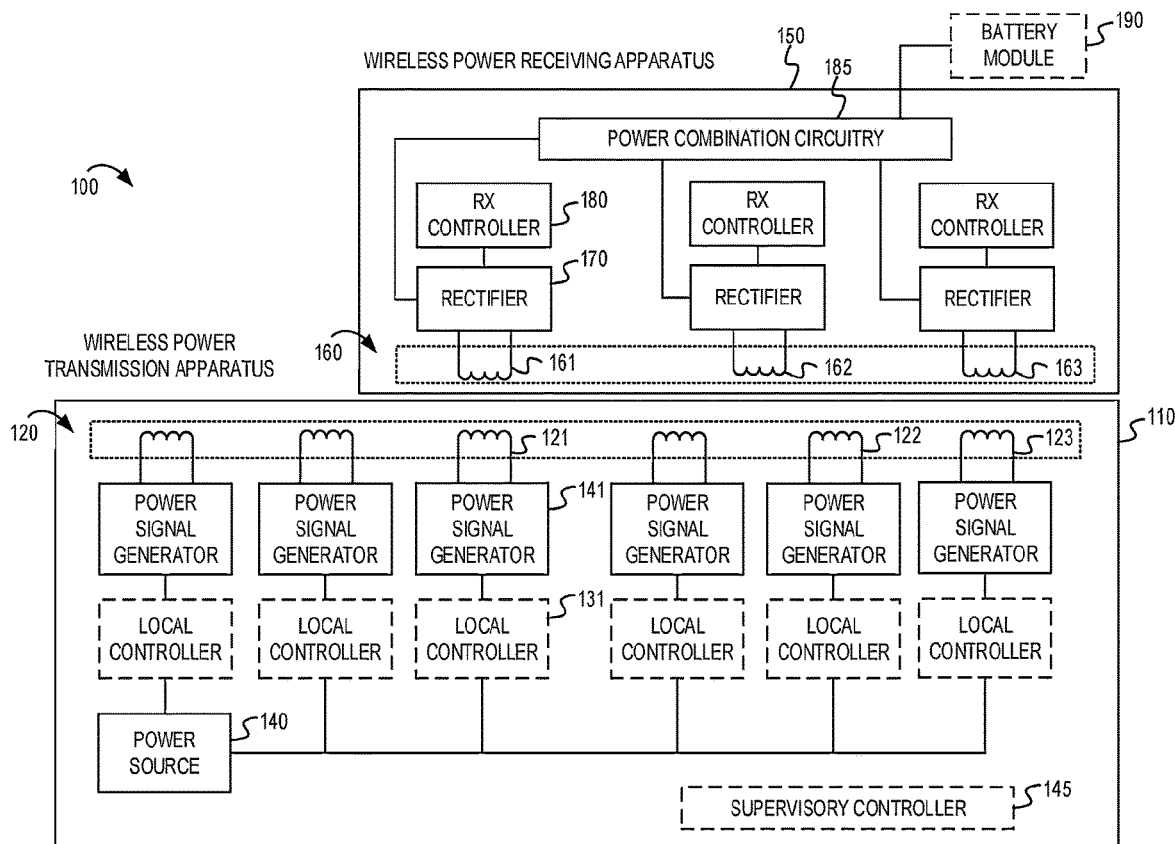 BATTERY
MODULE
190
150
WIRELESS POWER RECEIVING APPARATUS
185
POWER COMBINATION CIRCUITRY
100
RX
CONTROLLER
180
RX
CONTROLLER
RX
CONTROLLER
170
RECTIFIER
RECTIFIER
RECTIFIER
WIRELESS POWER
TRANSMISSION APPARATUS
160
161
162
163
120
121
122
123
110
POWER
SIGNAL
GENERATOR
POWER
SIGNAL
GENERATOR
POWER
SIGNAL
GENERATOR
141
POWER
SIGNAL
GENERATOR
POWER
SIGNAL
GENERATOR
POWER
SIGNAL
GENERATOR
LOCAL
CONTROLLER
LOCAL
CONTROLLER
LOCAL
CONTROLLER
131
LOCAL
CONTROLLER
LOCAL
CONTROLLER
LOCAL
CONTROLLER
POWER
SOURCE
140
SUPERVISORY CONTROLLER
145